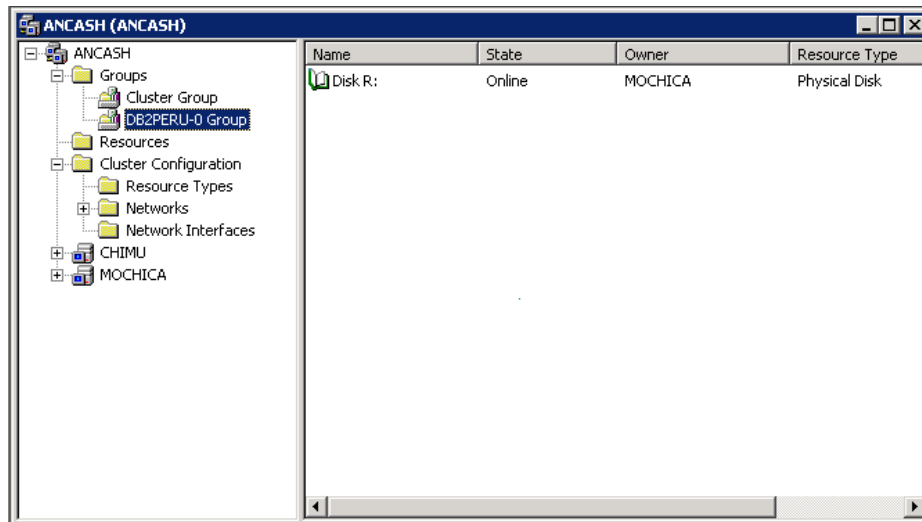 ANCASH (ANCASH)
ANCASH
Groups
Cluster Group
DB2PERU-0 Group
Resources
Cluster Configuration
Resource Types
Networks
Network Interfaces
CHIMU
MOCHICA
Name State Owner Resource Type
Disk R: Online MOCHICA Physical Disk